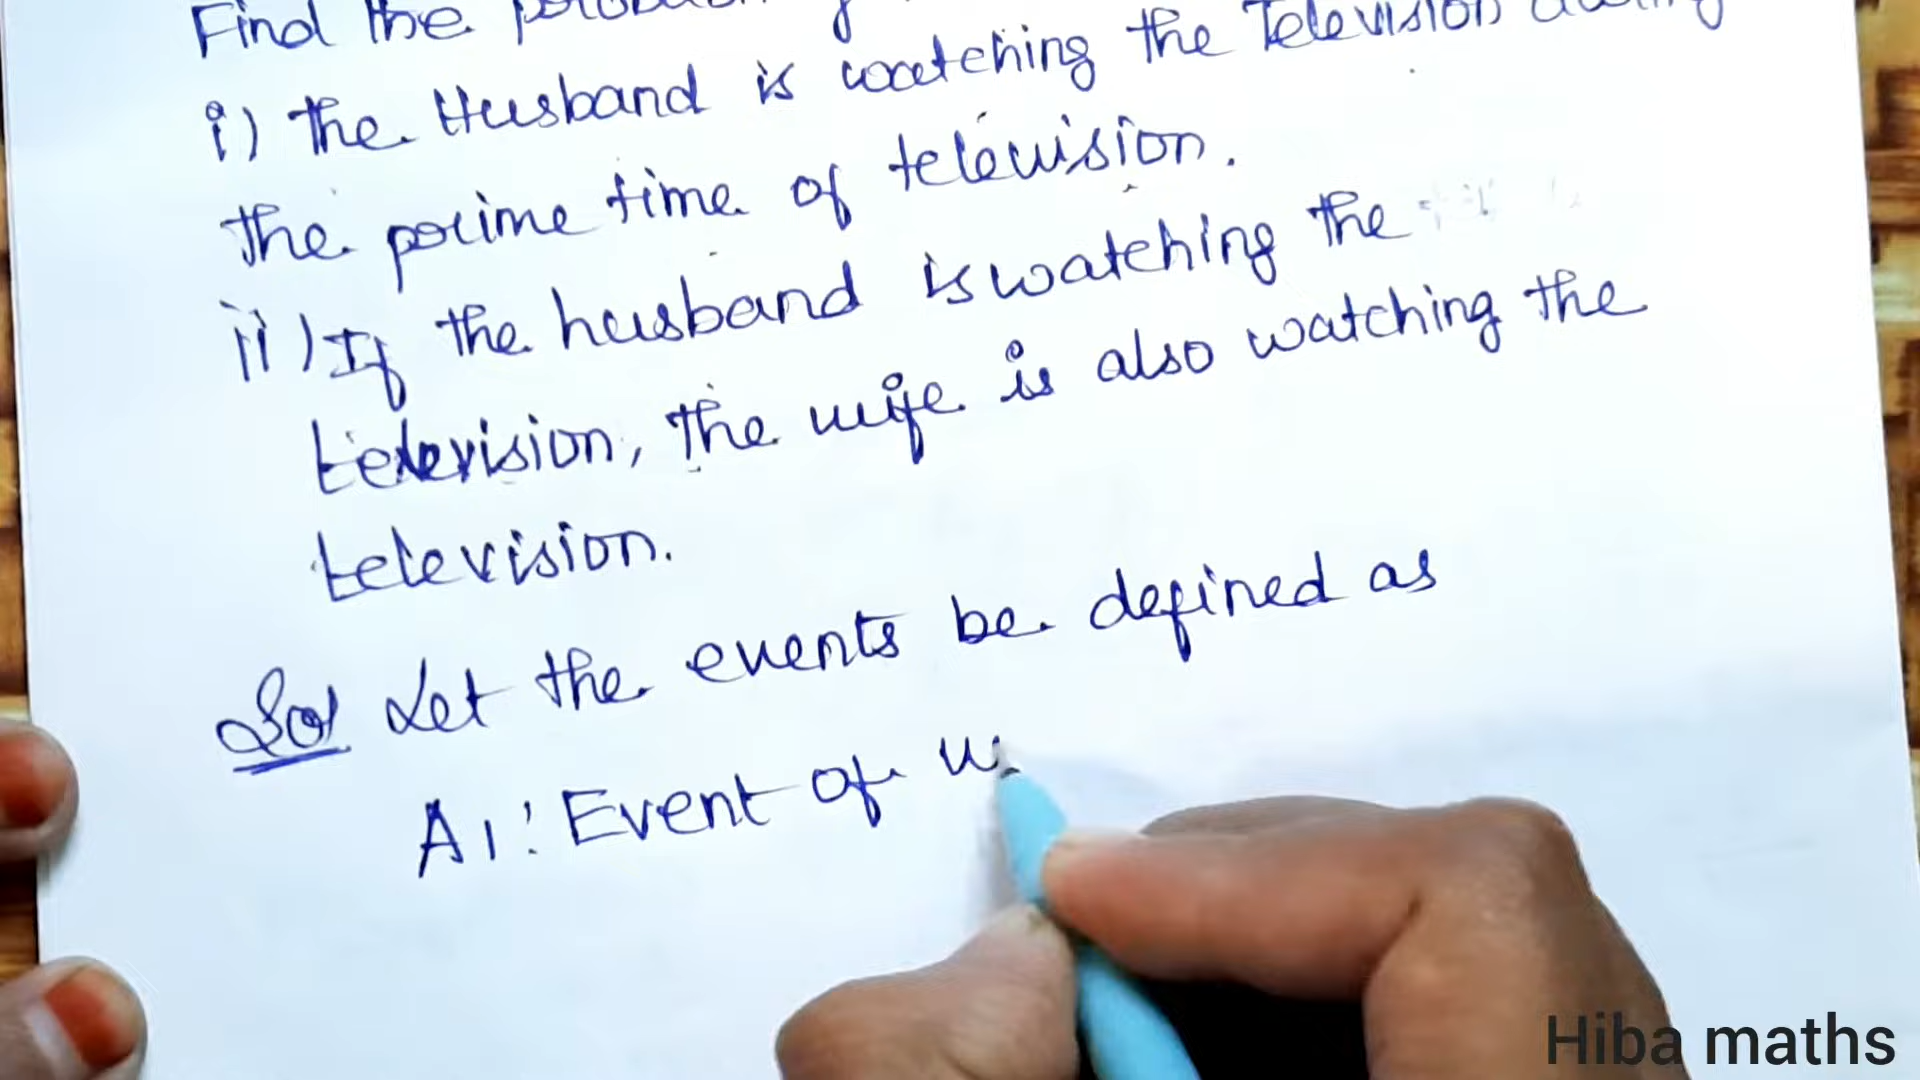 Find the probability
i) the Husband is watching the Television during
the prime time of television.
ii) If the husband is watching the
television, the wife is also watching the
television.
Sol Let the events be defined as
A1: Event of w
Hiba maths